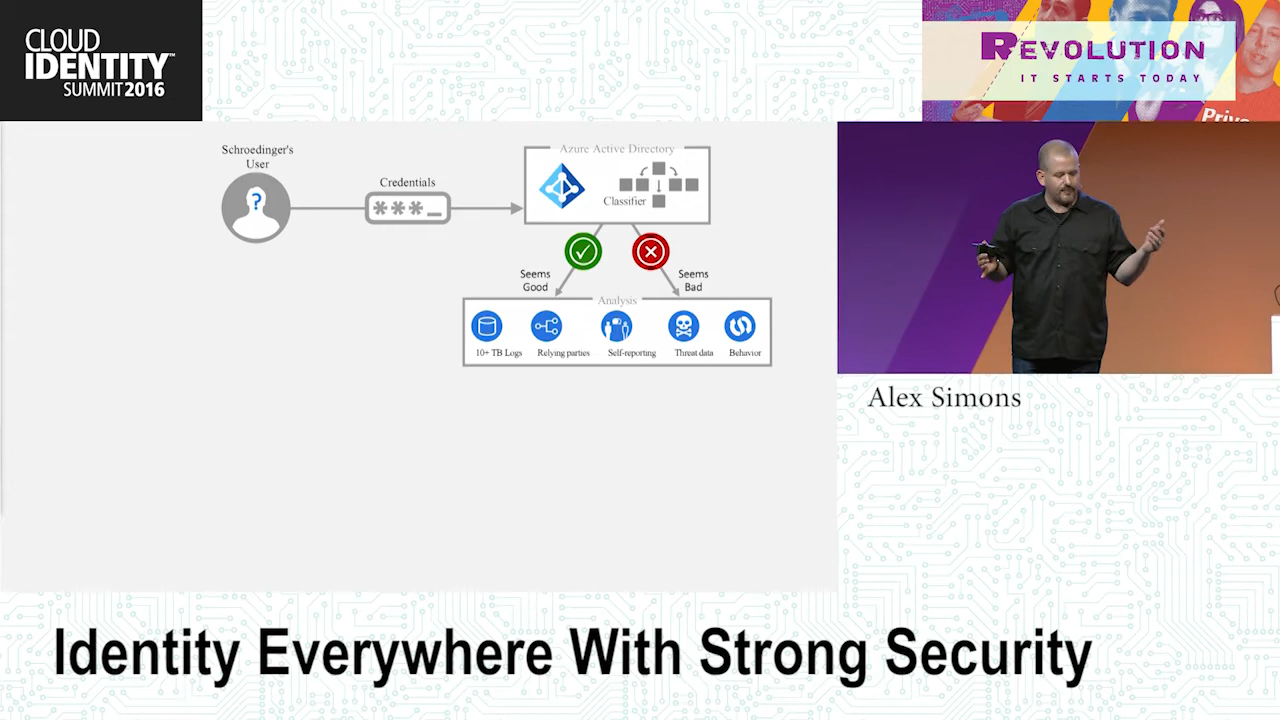 CLOUD
IDENTITY™
SUMMIT 2016
REVOLUTION
IT STARTS TODAY
Schroedinger's
User
Credentials
***_
Azure Active Directory
Classifier
Seems
Good
Seems
Bad
Analysis
10+ TB Logs
Relying parties
Self-reporting
Threat data
Behavior
Alex Simons
Identity Everywhere With Strong Security